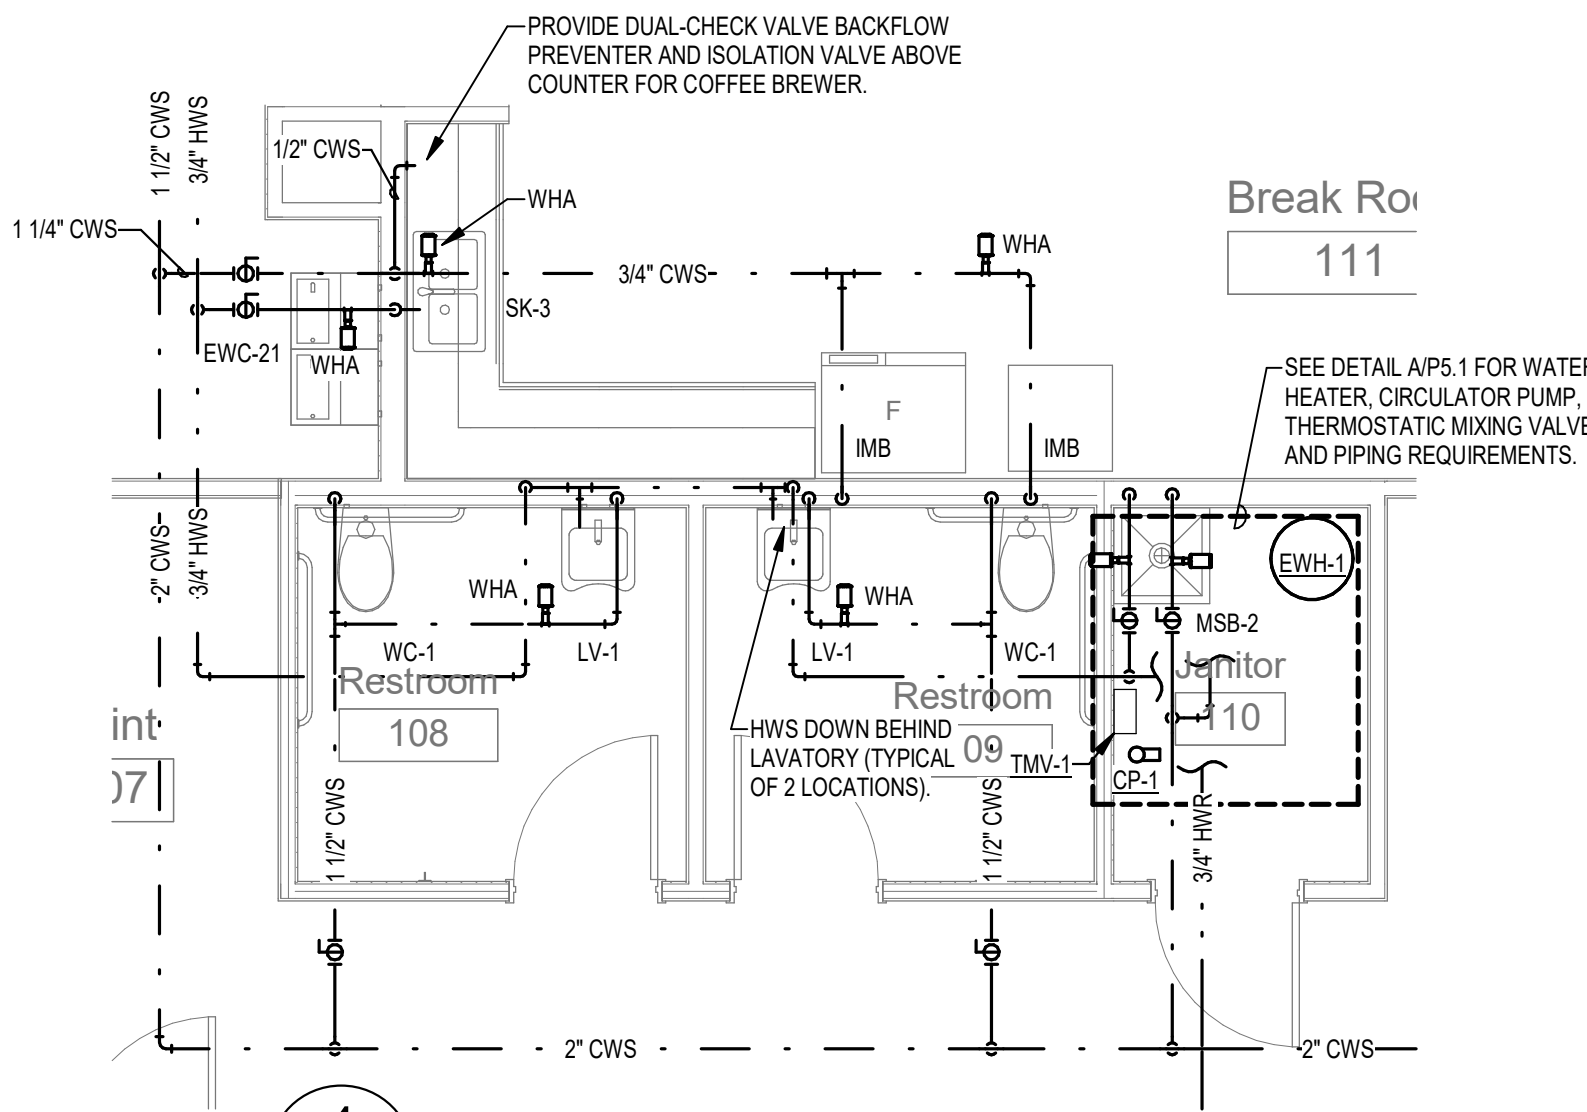 PROVIDE DUAL-CHECK VALVE BACKFLOW
PREVENTER AND ISOLATION VALVE ABOVE
COUNTER FOR COFFEE BREWER.
1 1/2" CWS
3/4" HWS
1/2" CWS
WHA
1 1/4" CWS
Break Roo
111
WHA
3/4" CWS
SK-3
EWC-21
WHA
SEE DETAIL A/P5.1 FOR WATER
HEATER, CIRCULATOR PUMP,
THERMOSTATIC MIXING VALVE
AND PIPING REQUIREMENTS.
F
IMB
IMB
2" CWS
3/4" HWS
EWH-1
WHA
WHA
MSB-2
WC-1
LV-1
LV-1
WC-1
Restroom
108
Restroom
09
Janitor
110
int
07
HWS DOWN BEHIND
LAVATORY (TYPICAL
OF 2 LOCATIONS).
TMV-1
CP-1
1 1/2" CWS
1 1/2" CWS
3/4" HWR
2" CWS
2" CWS